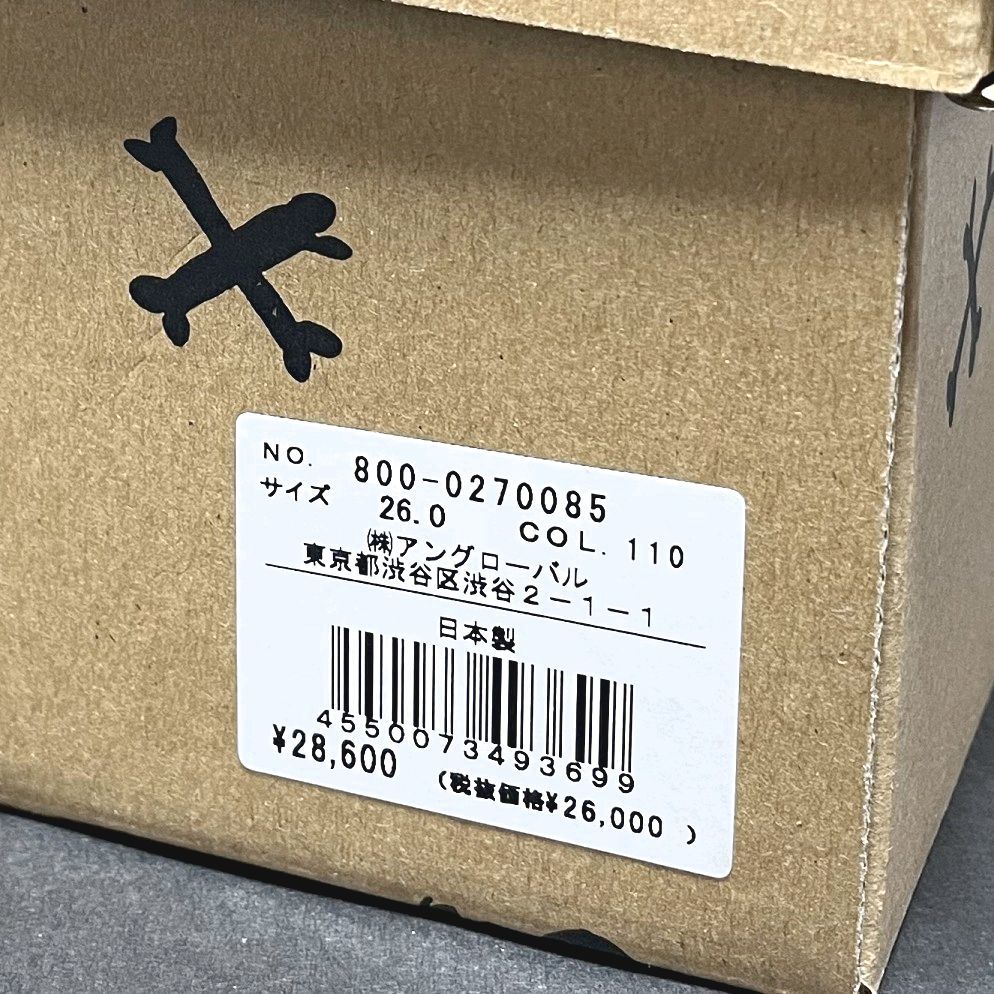 NO. 800-0270085
サイズ 26.0 COL. 110
㈱アングローバル
東京都渋谷区渋谷２－１－１
日本製
4550073493699
¥28,600 (税抜価格¥26,000 )